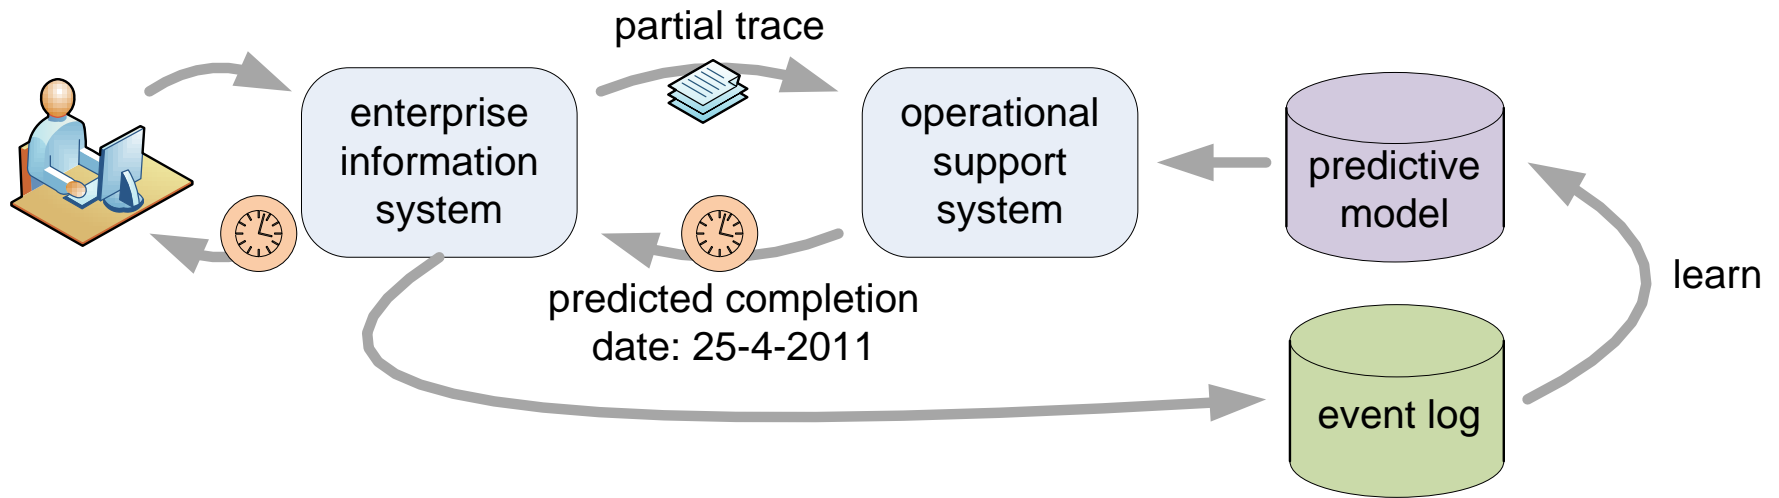 partial trace
enterprise
information
system
operational
support
system
predictive
model
learn
predicted completion
date: 25-4-2011
event log